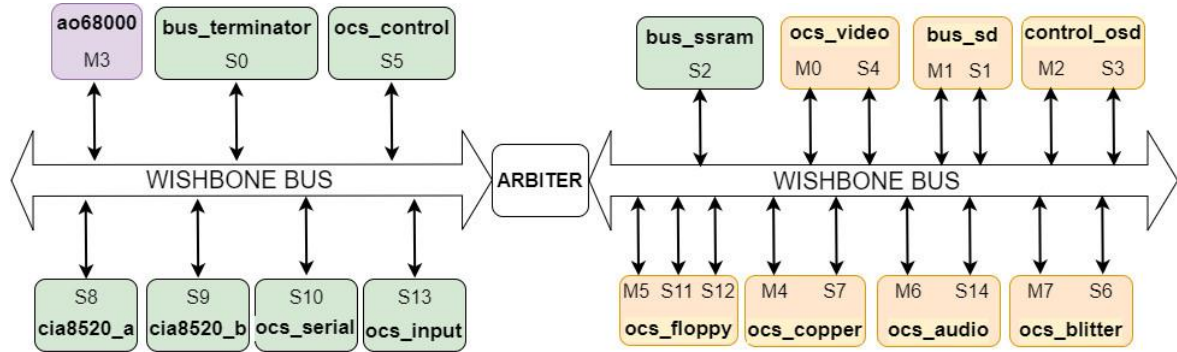 ao68000
M3
bus_terminator
S0
ocs_control
S5
bus_ssram
S2
ocs_video
M0 S4
bus_sd
M1 S1
control_osd
M2 S3
WISHBONE BUS
ARBITER
WISHBONE BUS
S8
cia8520_a
S9
cia8520_b
S10
ocs_serial
S13
ocs_input
M5 S11 S12
ocs_floppy
M4 S7
ocs_copper
M6 S14
ocs_audio
M7 S6
ocs_blitter